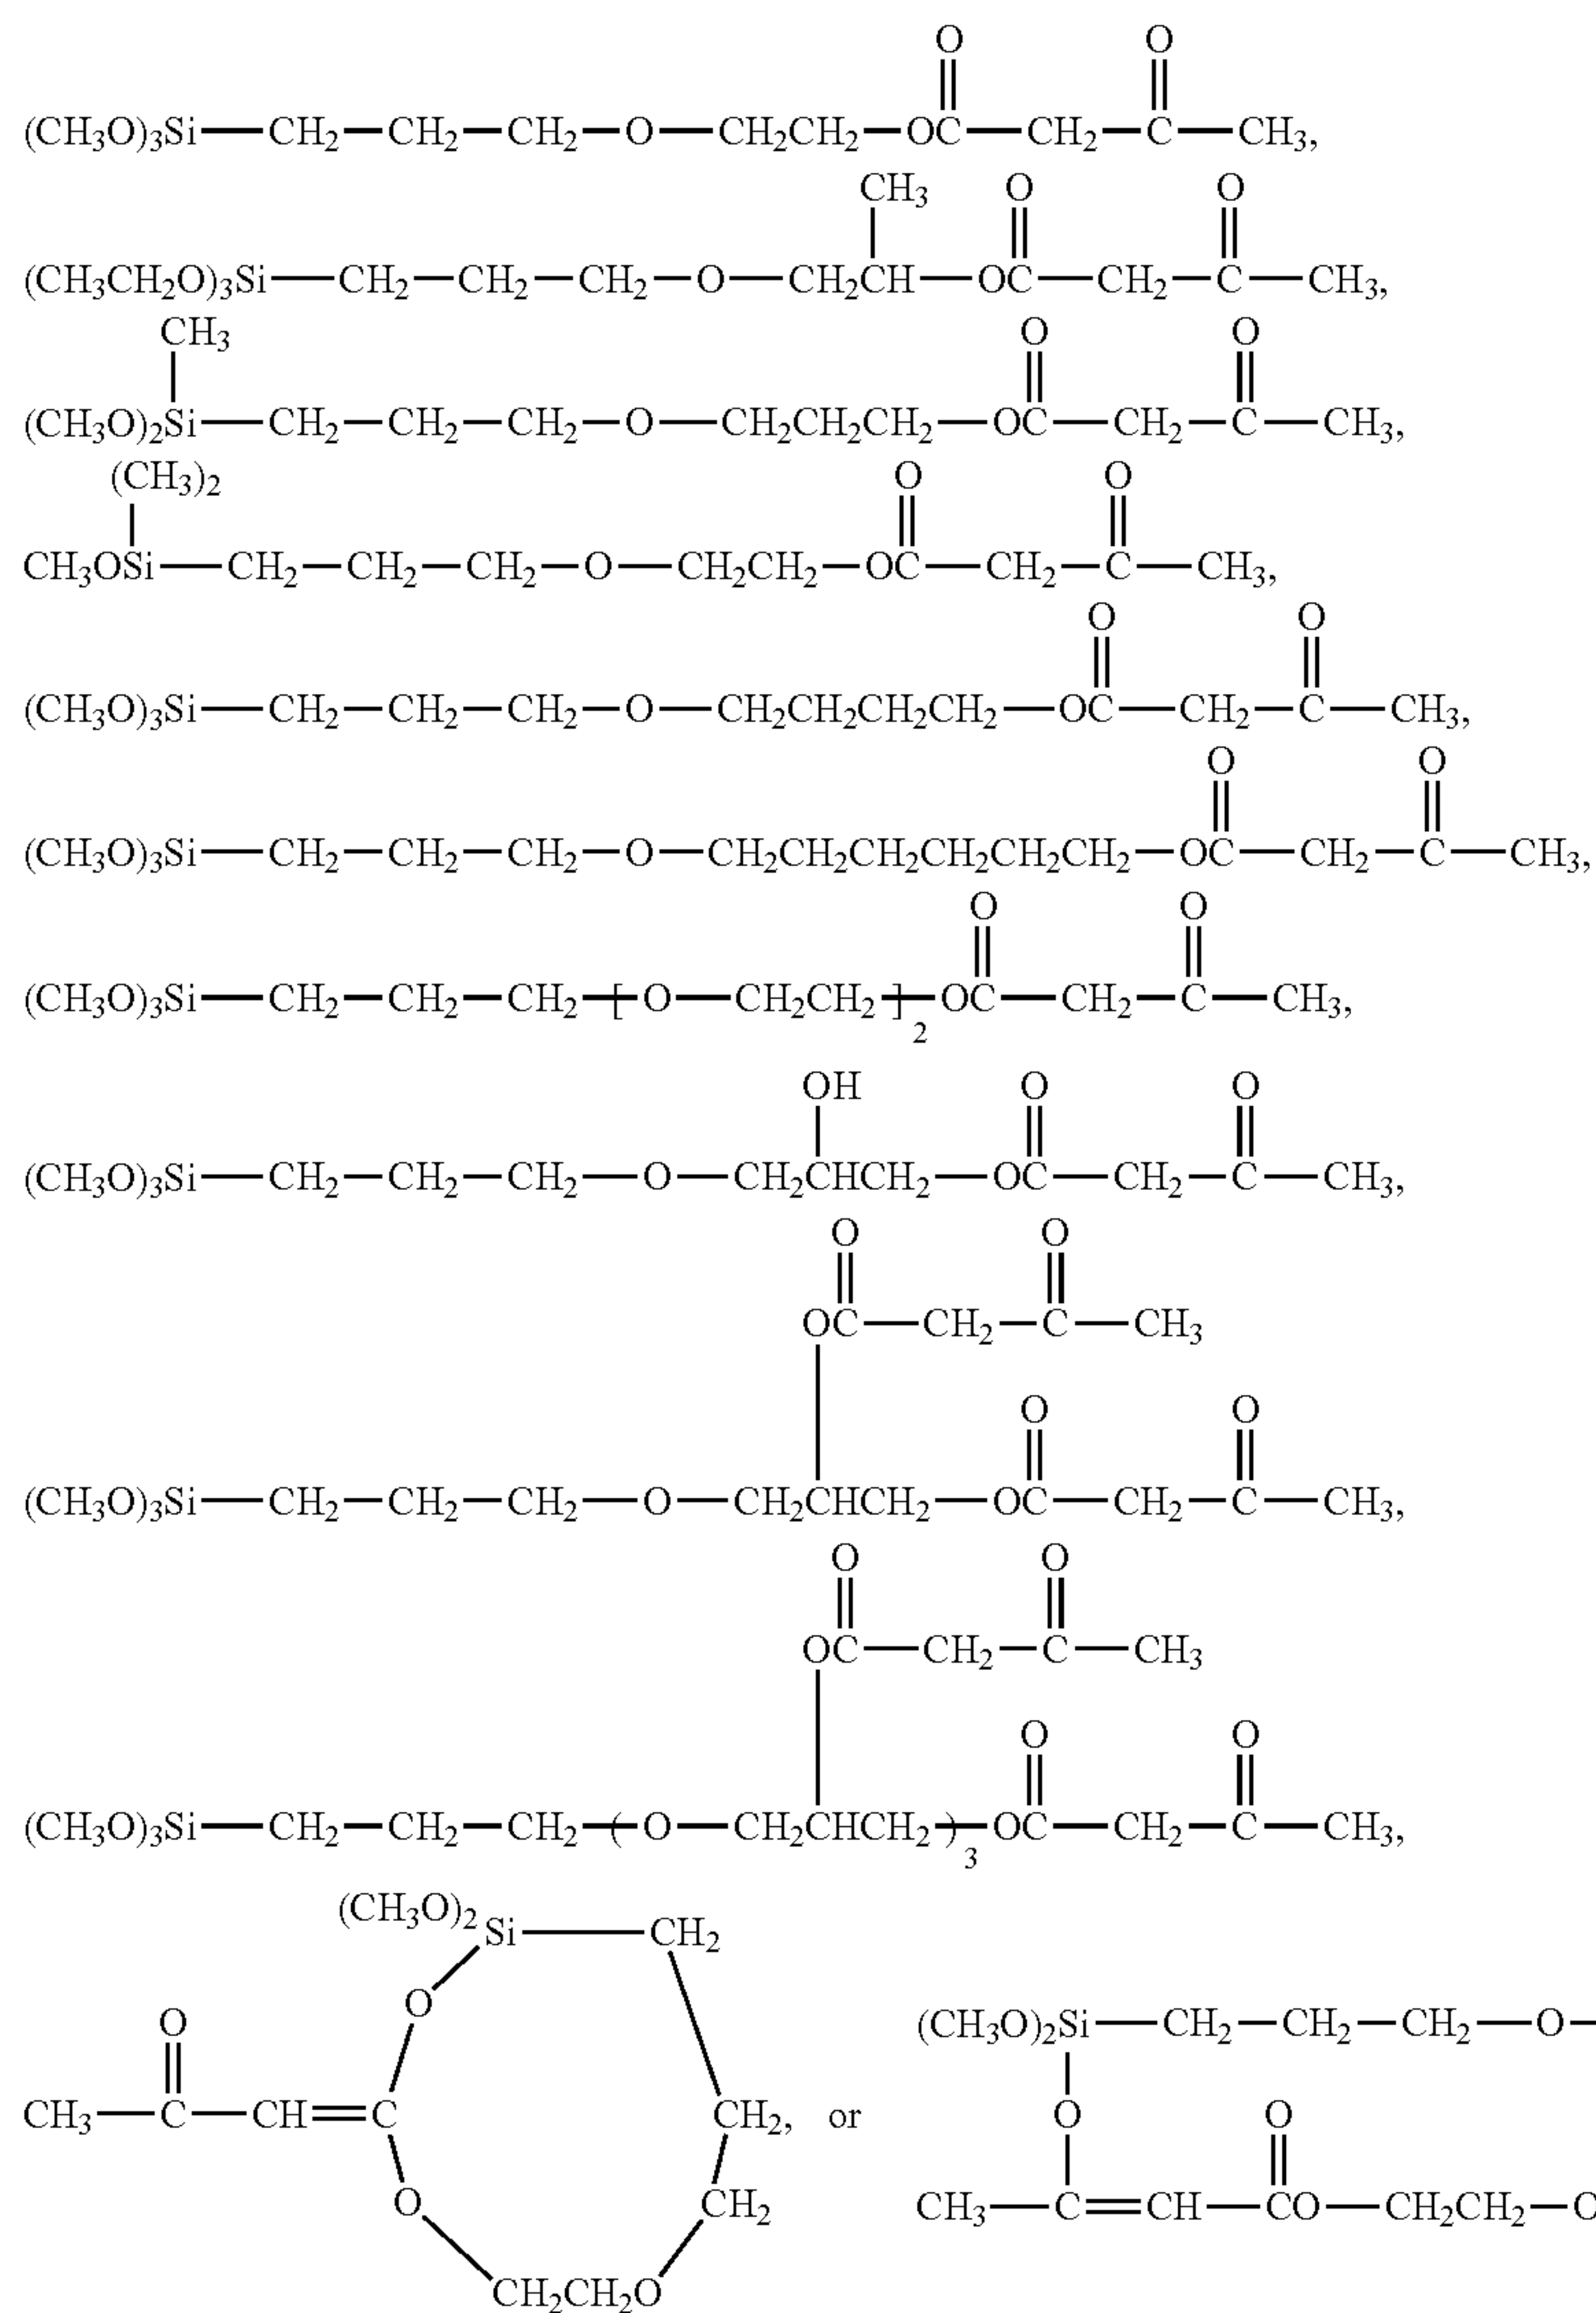 O O
(CH3O)3Si—CH2—CH2—CH2—O—CH2CH2—OC—CH2—C—CH3,
CH3 O O
(CH3CH2O)3Si—CH2—CH2—CH2—O—CH2CH—OC—CH2—C—CH3,
CH3 O O
(CH3O)2Si—CH2—CH2—CH2—O—CH2CH2CH2—OC—CH2—C—CH3,
(CH3)2 O O
CH3OSi—CH2—CH2—CH2—O—CH2CH2—OC—CH2—C—CH3,
O O
(CH3O)3Si—CH2—CH2—CH2—O—CH2CH2CH2CH2—OC—CH2—C—CH3,
O O
(CH3O)3Si—CH2—CH2—CH2—O—CH2CH2CH2CH2CH2CH2—OC—CH2—C—CH3,
O O
(CH3O)3Si—CH2—CH2—CH2—[O—CH2CH2]2—OC—CH2—C—CH3,
OH O O
(CH3O)3Si—CH2—CH2—CH2—O—CH2CHCH2—OC—CH2—C—CH3,
O O
OC—CH2—C—CH3
O O
(CH3O)3Si—CH2—CH2—CH2—O—CH2CHCH2—OC—CH2—C—CH3,
O O
OC—CH2—C—CH3
O O
(CH3O)3Si—CH2—CH2—CH2—(O—CH2CHCH2)3—OC—CH2—C—CH3,
(CH3O)2Si—CH2
O
O (CH3O)2Si—CH2—CH2—CH2—O—
CH3—C—CH=C CH2, or O O
O CH2 CH3—C=CH—CO—CH2CH2—O
CH2CH2O